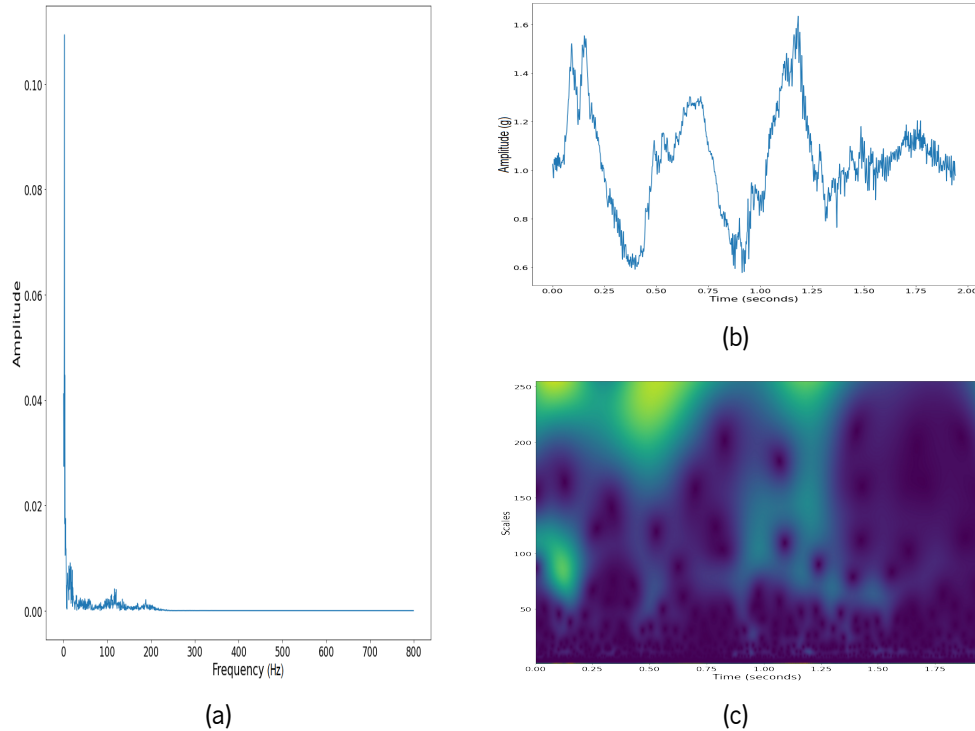 0.10
0.08
0.06
0.04
0.02
0.00
Amplitude
0 100 200 300 400 500 600 700 800
Frequency (Hz)
(a)
1.6
1.4
1.2
1.0
0.8
0.6
Amplitude (g)
0.00 0.25 0.50 0.75 1.00 1.25 1.50 1.75 2.00
Time (seconds)
(b)
250
200
150
100
50
Scales
0.00 0.25 0.50 0.75 1.00 1.25 1.50 1.75
Time (seconds)
(c)